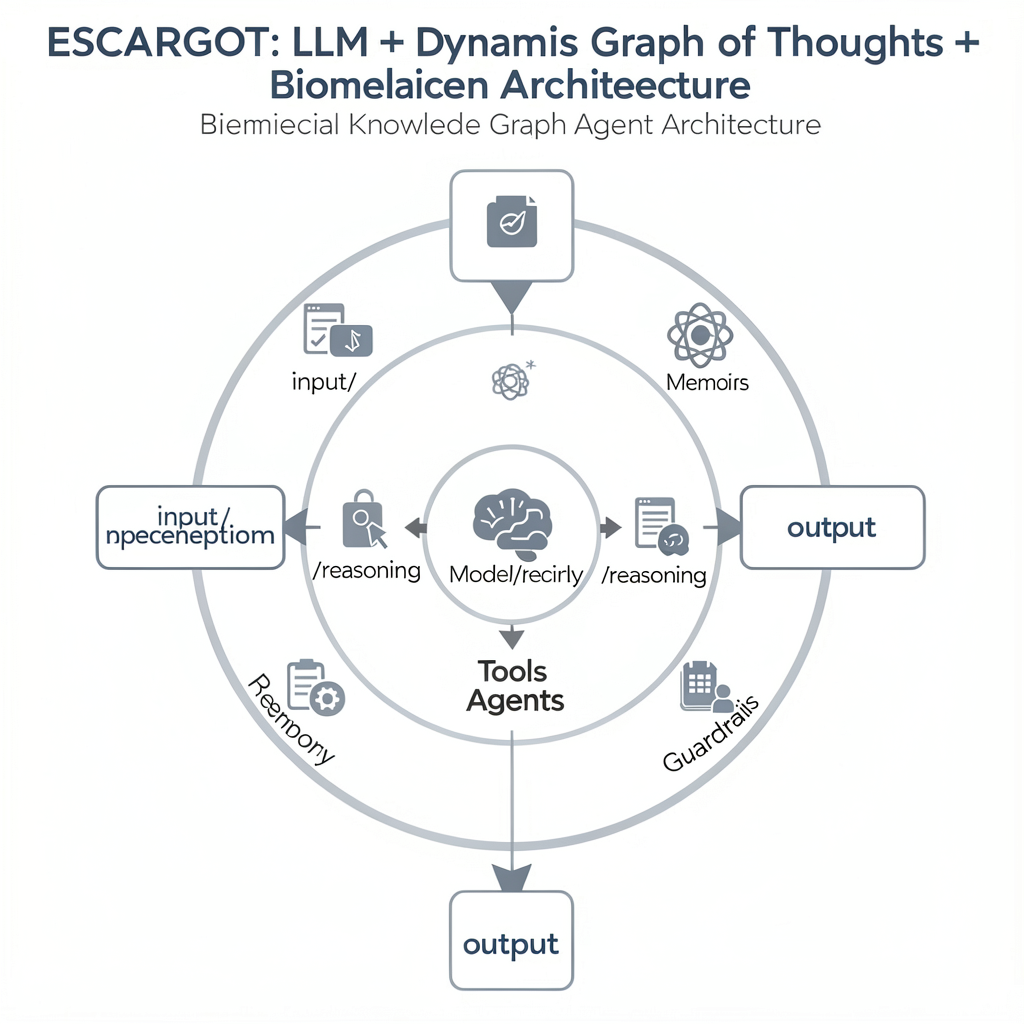 ESCARGOT: LLM + Dynamis Graph of Thoughts +
Biomelaicen Architeecture
Biemiecial Knowlede Graph Agent Architecture
input/
Memoirs
input/
npeceneptiom
output
/reasoning
Model/recirly
/reasoning
Tools
Agents
Reempory
Guardrails
output